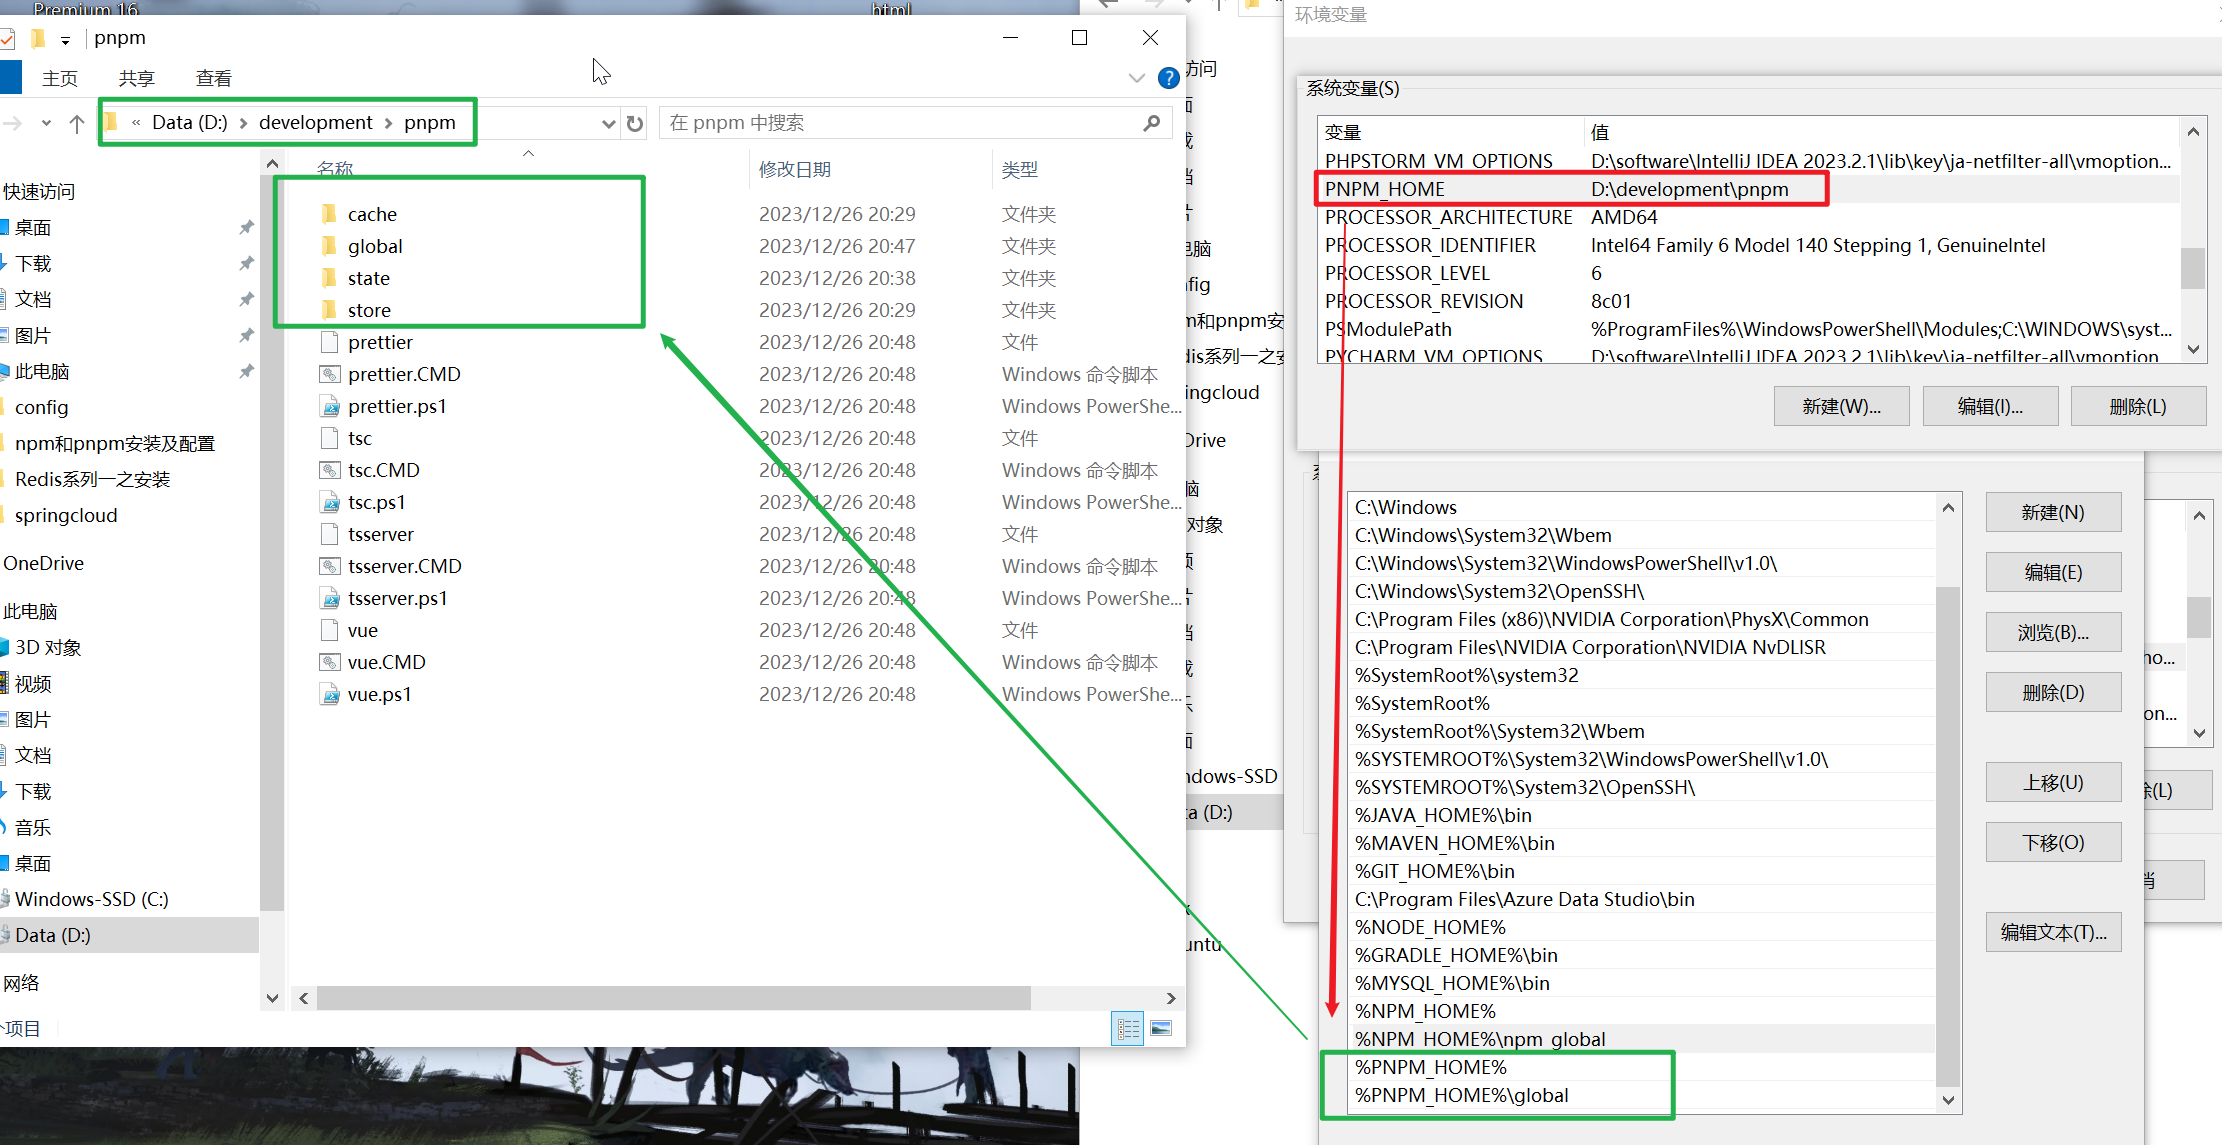 Premium 16
html
pnpm
主页
共享
查看
« Data (D:) > development > pnpm
在 pnpm 中搜索
名称
修改日期
类型
快速访问
桌面
下载
文档
图片
此电脑
config
npm和pnpm安装及配置
Redis系列一之安装
springcloud
OneDrive
此电脑
3D 对象
视频
图片
文档
下载
音乐
桌面
Windows-SSD (C:)
Data (D:)
网络
个项目
cache 2023/12/26 20:29 文件夹
global 2023/12/26 20:47 文件夹
state 2023/12/26 20:38 文件夹
store 2023/12/26 20:29 文件夹
prettier 2023/12/26 20:48 文件
prettier.CMD 2023/12/26 20:48 Windows 命令脚本
prettier.ps1 2023/12/26 20:48 Windows PowerShe...
tsc 2023/12/26 20:48 文件
tsc.CMD 2023/12/26 20:48 Windows 命令脚本
tsc.ps1 2023/12/26 20:48 Windows PowerShe...
tsserver 2023/12/26 20:48 文件
tsserver.CMD 2023/12/26 20:48 Windows 命令脚本
tsserver.ps1 2023/12/26 20:48 Windows PowerShe...
vue 2023/12/26 20:48 文件
vue.CMD 2023/12/26 20:48 Windows 命令脚本
vue.ps1 2023/12/26 20:48 Windows PowerShe...
访问
面
图片
电脑
nfig
m和pnpm安
dis系列一之安
ingcloud
Drive
脑
对象
频
片
档
载
乐
面
ndows-SSD
ta (D:)
untu
环境变量
系统变量(S)
变量 值
PHPSTORM_VM_OPTIONS D:\software\IntelliJ IDEA 2023.2.1\lib\key\ja-netfilter-all\vmoption...
PNPM_HOME D:\development\pnpm
PROCESSOR_ARCHITECTURE AMD64
PROCESSOR_IDENTIFIER Intel64 Family 6 Model 140 Stepping 1, GenuineIntel
PROCESSOR_LEVEL 6
PROCESSOR_REVISION 8c01
PSModulePath %ProgramFiles%\WindowsPowerShell\Modules;C:\WINDOWS\syst...
PYCHARM_VM_OPTIONS D:\software\IntelliJ IDEA 2023.2.1\lib\key\ja-netfilter-all\vmoption
新建(W)...
编辑(I)...
删除(L)
C:\Windows
C:\Windows\System32\Wbem
C:\Windows\System32\WindowsPowerShell\v1.0\
C:\Windows\System32\OpenSSH\
C:\Program Files (x86)\NVIDIA Corporation\PhysX\Common
C:\Program Files\NVIDIA Corporation\NVIDIA NvDLISR
%SystemRoot%\system32
%SystemRoot%
%SystemRoot%\System32\Wbem
%SYSTEMROOT%\System32\WindowsPowerShell\v1.0\
%SYSTEMROOT%\System32\OpenSSH\
%JAVA_HOME%\bin
%MAVEN_HOME%\bin
%GIT_HOME%\bin
C:\Program Files\Azure Data Studio\bin
%NODE_HOME%
%GRADLE_HOME%\bin
%MYSQL_HOME%\bin
%NPM_HOME%
%NPM_HOME%\npm_global
%PNPM_HOME%
%PNPM_HOME%\global
新建(N)
编辑(E)
浏览(B)...
删除(D)
上移(U)
下移(O)
编辑文本(T)...
ho...
on...
除(L)